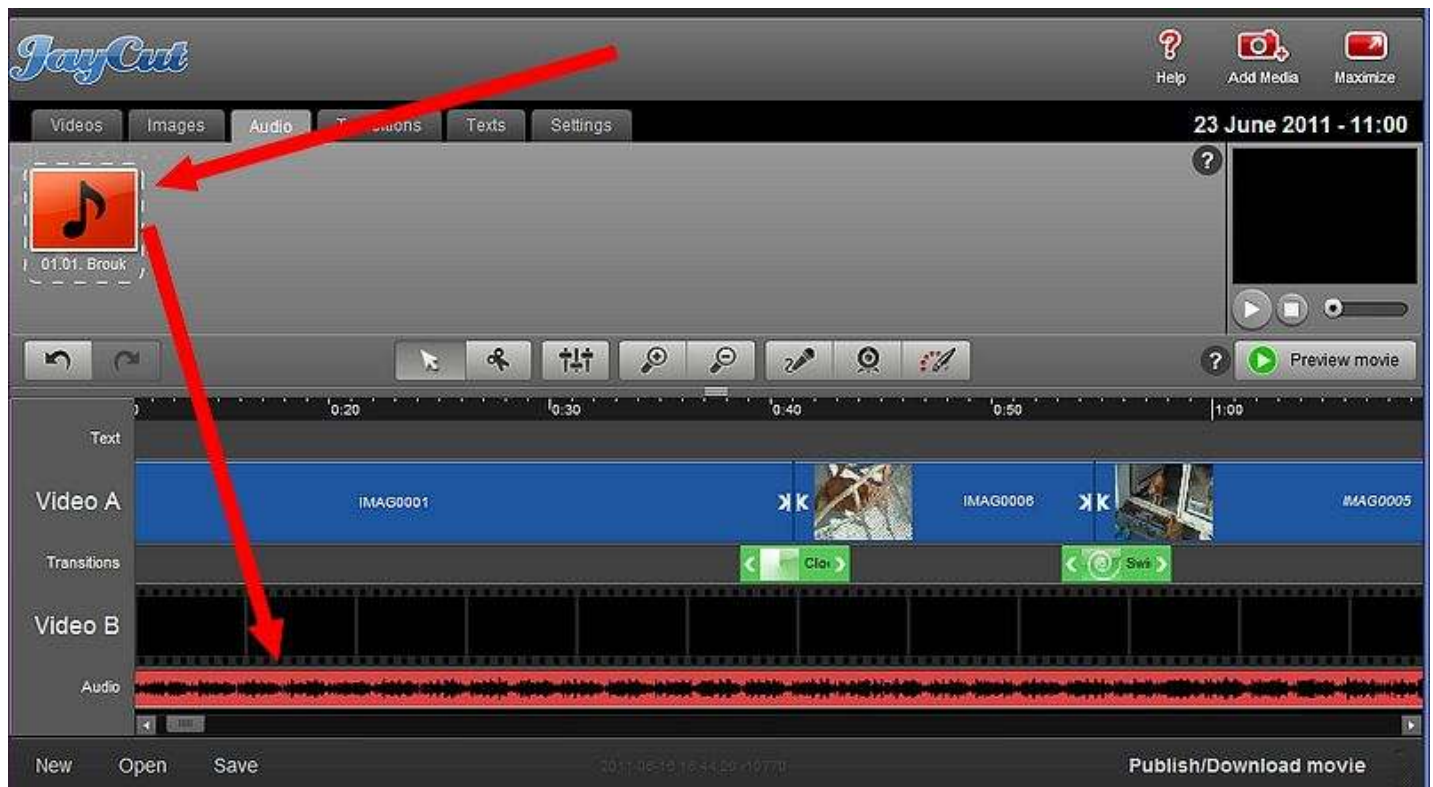 JayCut
Help
Add Media
Maximize
Videos
Images
Audio
Texts
Settings
23 June 2011 - 11:00
?
01.01. Brouk
?
Preview movie
0:20
0:30
0:40
0:50
1:00
Text
Video A
IMAG0001
IMAG0006
IMAG0005
Transitions
Swi
Video B
Audio
New
Open
Save
Publish/Download movie